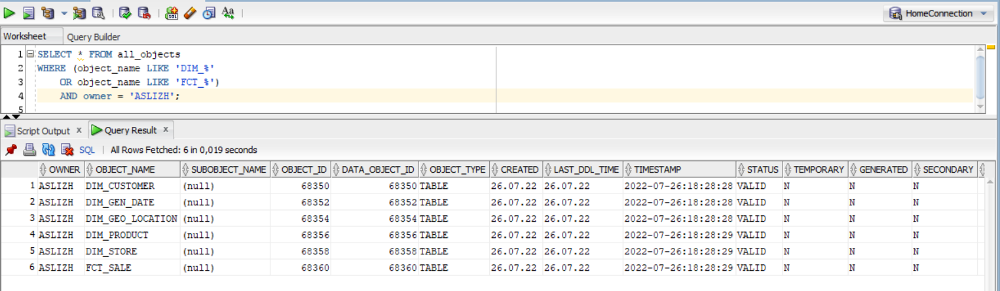 SQL Aa HomeConnection
Worksheet Query Builder
1 SELECT * FROM all_objects
2 WHERE (object_name LIKE 'DIM_%'
3 OR object_name LIKE 'FCT_%')
4 AND owner = 'ASLIZH';
5
Script Output x Query Result x
SQL | All Rows Fetched: 6 in 0,019 seconds
OWNER OBJECT_NAME SUBOBJECT_NAME OBJECT_ID DATA_OBJECT_ID OBJECT_TYPE CREATED LAST_DDL_TIME TIMESTAMP STATUS TEMPORARY GENERATED SECONDARY
1 ASLIZH DIM_CUSTOMER (null) 68350 68350 TABLE 26.07.22 26.07.22 2022-07-26:18:28:28 VALID N N N
2 ASLIZH DIM_GEN_DATE (null) 68352 68352 TABLE 26.07.22 26.07.22 2022-07-26:18:28:28 VALID N N N
3 ASLIZH DIM_GEO_LOCATION (null) 68354 68354 TABLE 26.07.22 26.07.22 2022-07-26:18:28:28 VALID N N N
4 ASLIZH DIM_PRODUCT (null) 68356 68356 TABLE 26.07.22 26.07.22 2022-07-26:18:28:29 VALID N N N
5 ASLIZH DIM_STORE (null) 68358 68358 TABLE 26.07.22 26.07.22 2022-07-26:18:28:29 VALID N N N
6 ASLIZH FCT_SALE (null) 68360 68360 TABLE 26.07.22 26.07.22 2022-07-26:18:28:29 VALID N N N